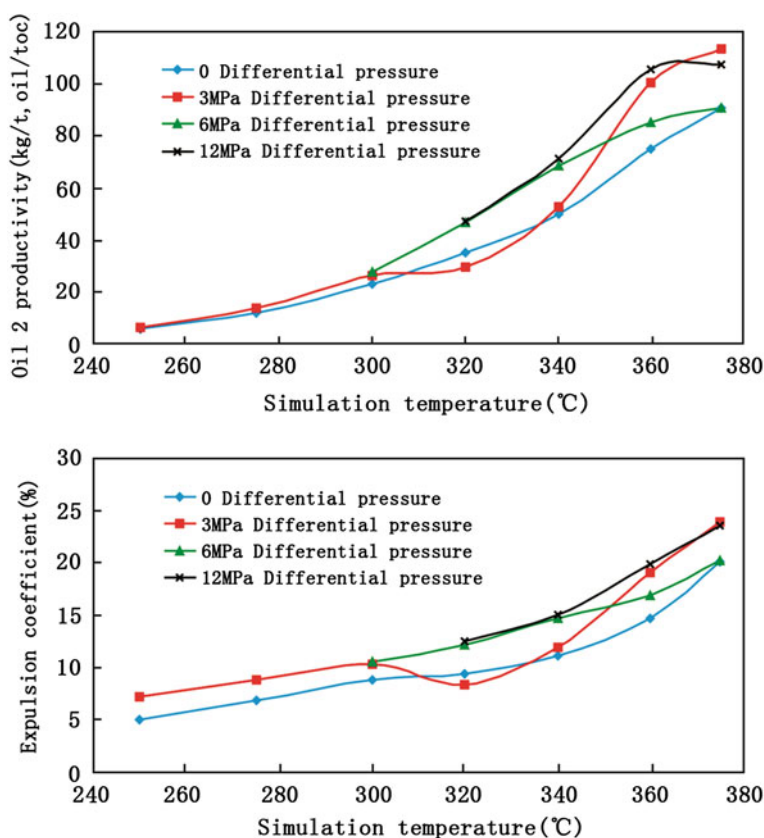 Oil 2 productivity(kg/t,oil/toc)
120
100
80
60
40
20
0
0 Differential pressure
3MPa Differential pressure
6MPa Differential pressure
12MPa Differential pressure
240 260 280 300 320 340 360 380
Simulation temperature(℃)
Expulsion coefficient(%)
30
25
20
15
10
5
0
0 Differential pressure
3MPa Differential pressure
6MPa Differential pressure
12MPa Differential pressure
240 260 280 300 320 340 360 380
Simulation temperature(℃)